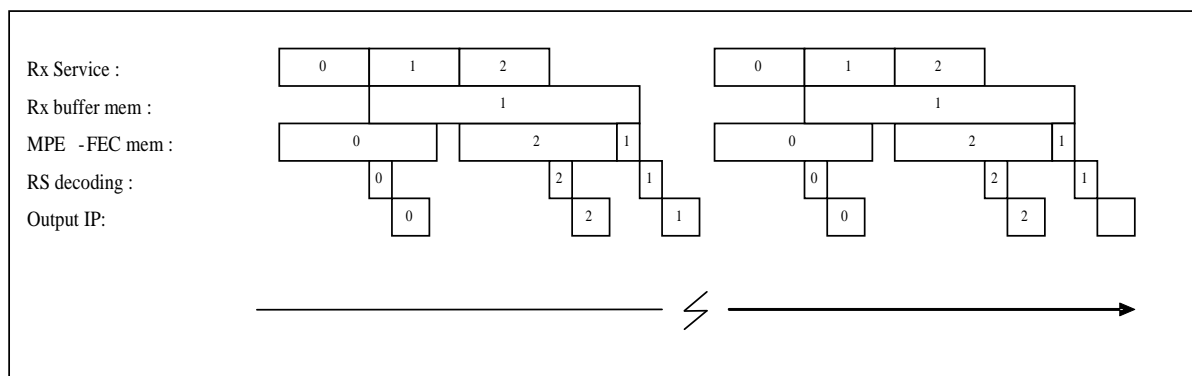 Rx Service : 0 1 2 0 1 2
Rx buffer mem : 1 1
MPE -FEC mem : 0 2 1 0 2 1
RS decoding : 0 2 1 0 2 1
Output IP: 0 2 1 0 2